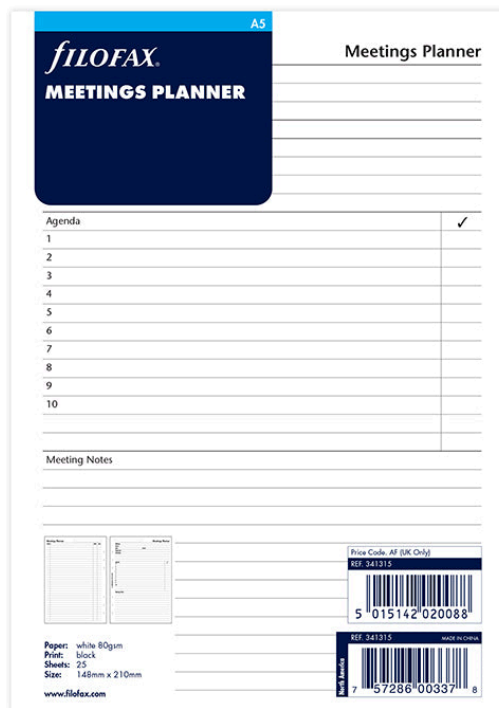 A5
FILOFAX.
MEETINGS PLANNER
Meetings Planner
Agenda ✓
1
2
3
4
5
6
7
8
9
10
Meeting Notes
Price Code. AF (UK Only)
REF. 341315
5 015142 020088
Paper: white 80gsm
Print: black
Sheets: 25
Size: 148mm x 210mm
www.filofax.com
REF. 341315 MADE IN CHINA
North America
7 57286 00337 8